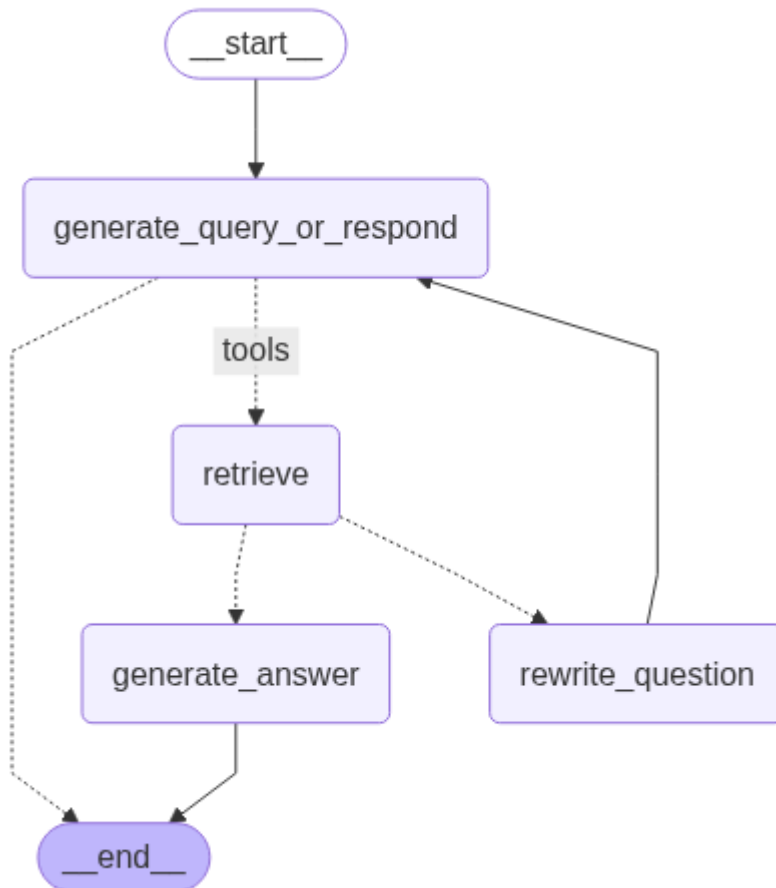 __start__
generate_query_or_respond
tools
retrieve
generate_answer
rewrite_question
__end__